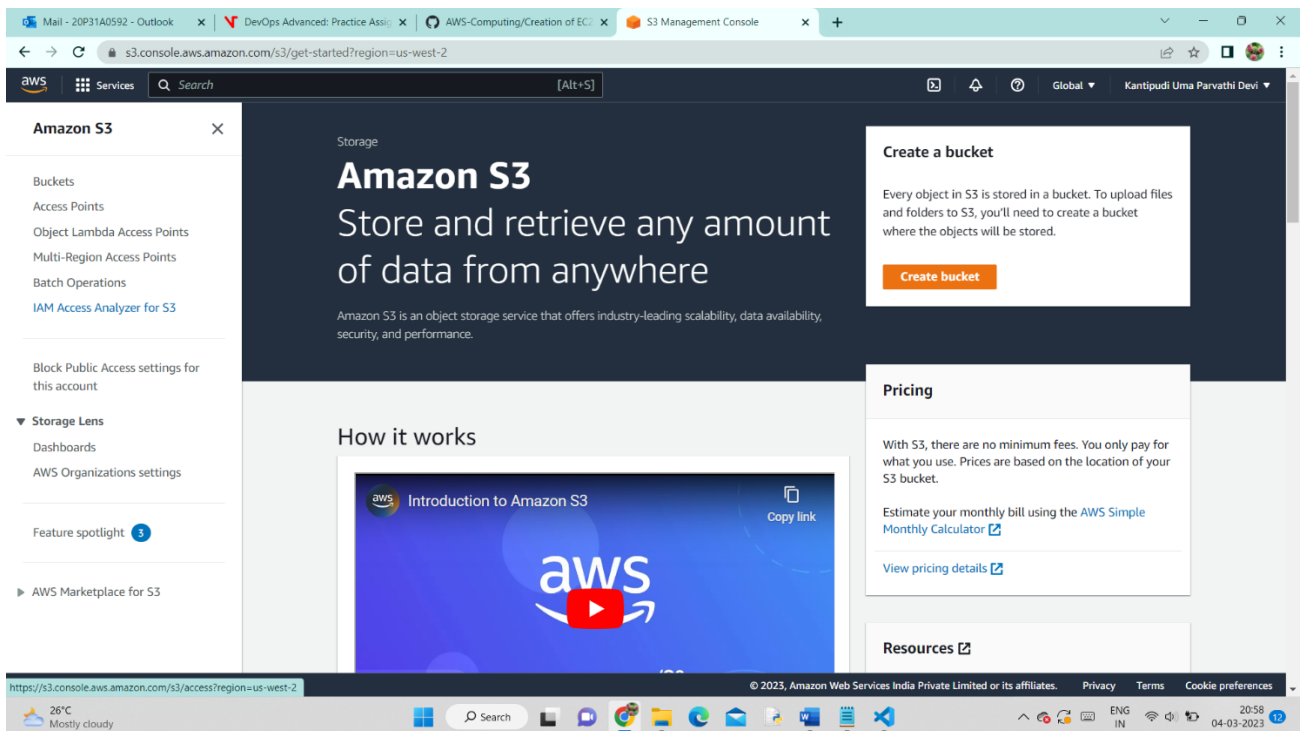 Mail - 20P31A0592 - Outlook
DevOps Advanced: Practice Assig
AWS-Computing/Creation of EC2
S3 Management Console
s3.console.aws.amazon.com/s3/get-started?region=us-west-2
aws
Services
Search
[Alt+S]
Global
Kantipudi Uma Parvathi Devi
Amazon S3
Buckets
Access Points
Object Lambda Access Points
Multi-Region Access Points
Batch Operations
IAM Access Analyzer for S3
Block Public Access settings for
this account
Storage Lens
Dashboards
AWS Organizations settings
Feature spotlight 3
AWS Marketplace for S3
Storage
Amazon S3
Store and retrieve any amount
of data from anywhere
Amazon S3 is an object storage service that offers industry-leading scalability, data availability,
security, and performance.
How it works
aws
Introduction to Amazon S3
Copy link
aws
Create a bucket
Every object in S3 is stored in a bucket. To upload files
and folders to S3, you'll need to create a bucket
where the objects will be stored.
Create bucket
Pricing
With S3, there are no minimum fees. You only pay for
what you use. Prices are based on the location of your
S3 bucket.
Estimate your monthly bill using the AWS Simple
Monthly Calculator
View pricing details
Resources
https://s3.console.aws.amazon.com/s3/access?region=us-west-2
© 2023, Amazon Web Services India Private Limited or its affiliates.
Privacy
Terms
Cookie preferences
26°C
Mostly cloudy
Search
ENG
IN
20:58
04-03-2023
12